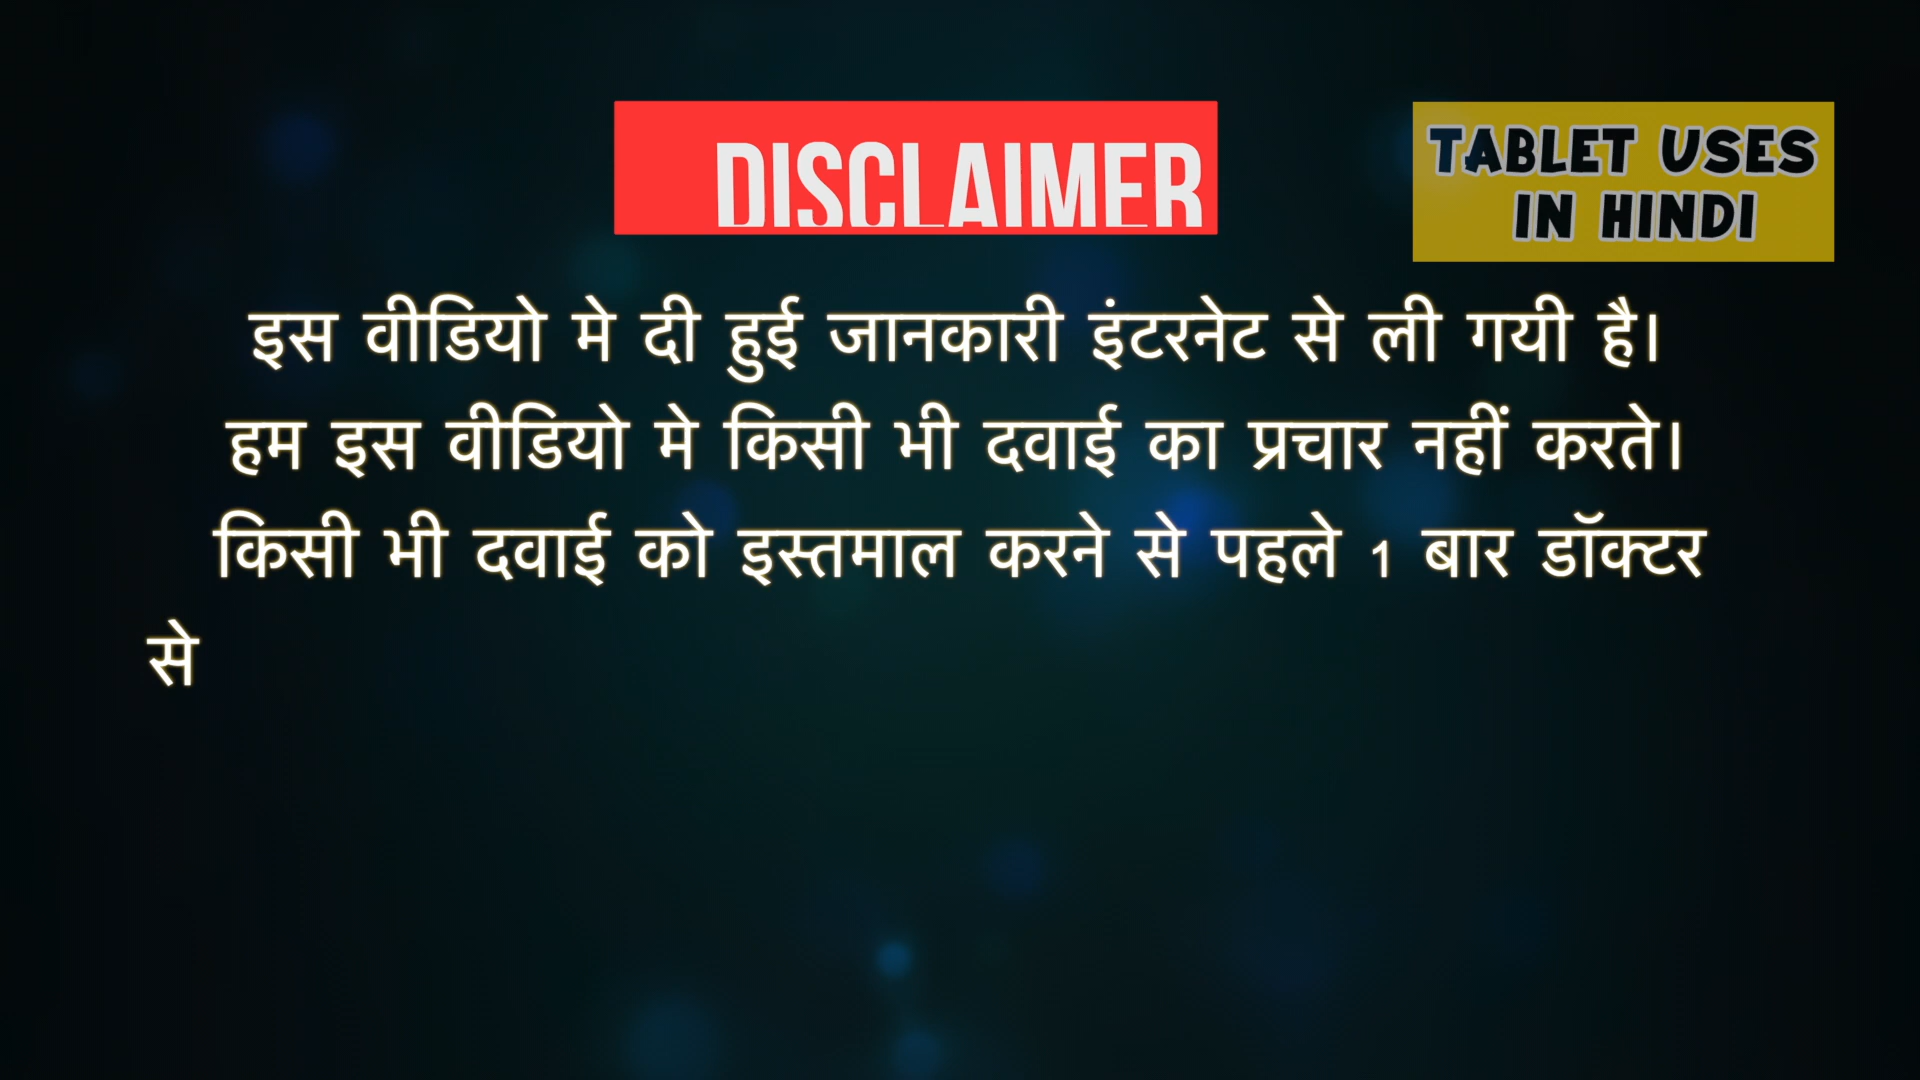 DISCLAIMER
TABLET USES
IN HINDI
इस वीडियो मे दी हुई जानकारी इंटरनेट से ली गयी है।
हम इस वीडियो मे किसी भी दवाई का प्रचार नहीं करते।
किसी भी दवाई को इस्तमाल करने से पहले 1 बार डॉक्टर
से